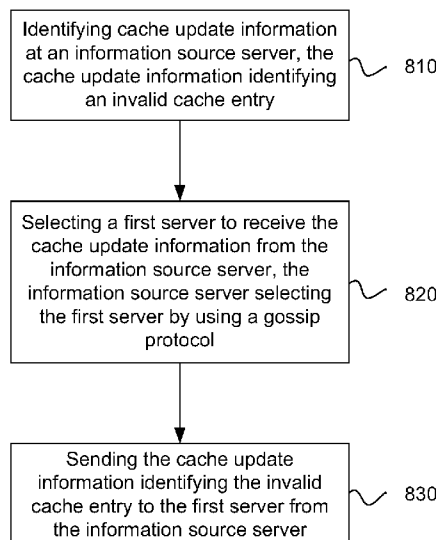 Identifying cache update information
at an information source server, the
cache update information identifying
an invalid cache entry
810
Selecting a first server to receive the
cache update information from the
information source server, the
information source server selecting
the first server by using a gossip
protocol
820
Sending the cache update
information identifying the invalid
cache entry to the first server from
the information source server
830